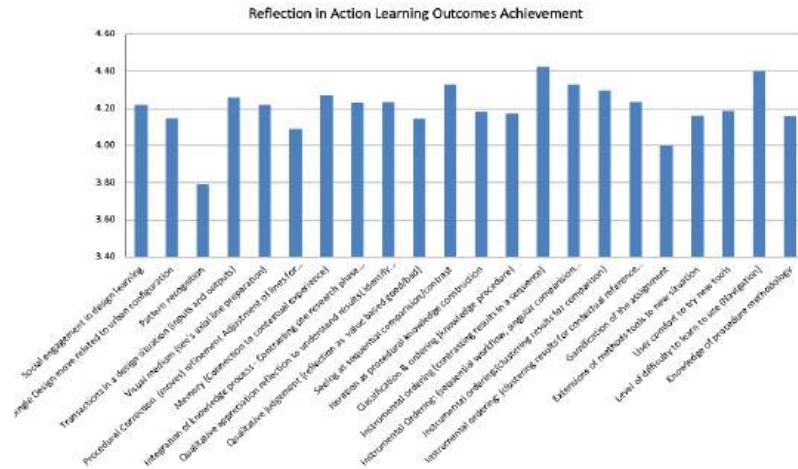 Reflection in Action Learning Outcomes Achievement
4.60
4.40
4.20
4.00
3.80
3.60
3.40
Social engagement in design learning
Single Design move related to urban configuration
Pattern recognition
Transactions in a design situation (inputs and outputs)
Visual medium (sec's axial line preparation)
Procedural Correction (moves) refinement Adjustment of lines for...
Memory (Connection to contextual experience)
Integration of knowledge process - Contrasting site research phase...
Qualitative appreciation reflection to understand results( identify...
Qualitative judgement (reflection as value based good/bad)
Seeing as sequential comparision/contrast
Iteration as procedural knowledge construction
Classification & ordering (knowledge procedure)
Instrumental ordering (contrasting results in a sequence)
Instrumental Ordering: (sequential workflow, angular comparision...
Instrumental ordering(clustering results for comparison)
Instrumental ordering: (clustering results for contextual reference...
Gamification of the assignment
Extensions of methods tools to new situation
User comfort to try new tools
Level of difficulty to learn to use (Navigation)
Knowledge of procedure methodology